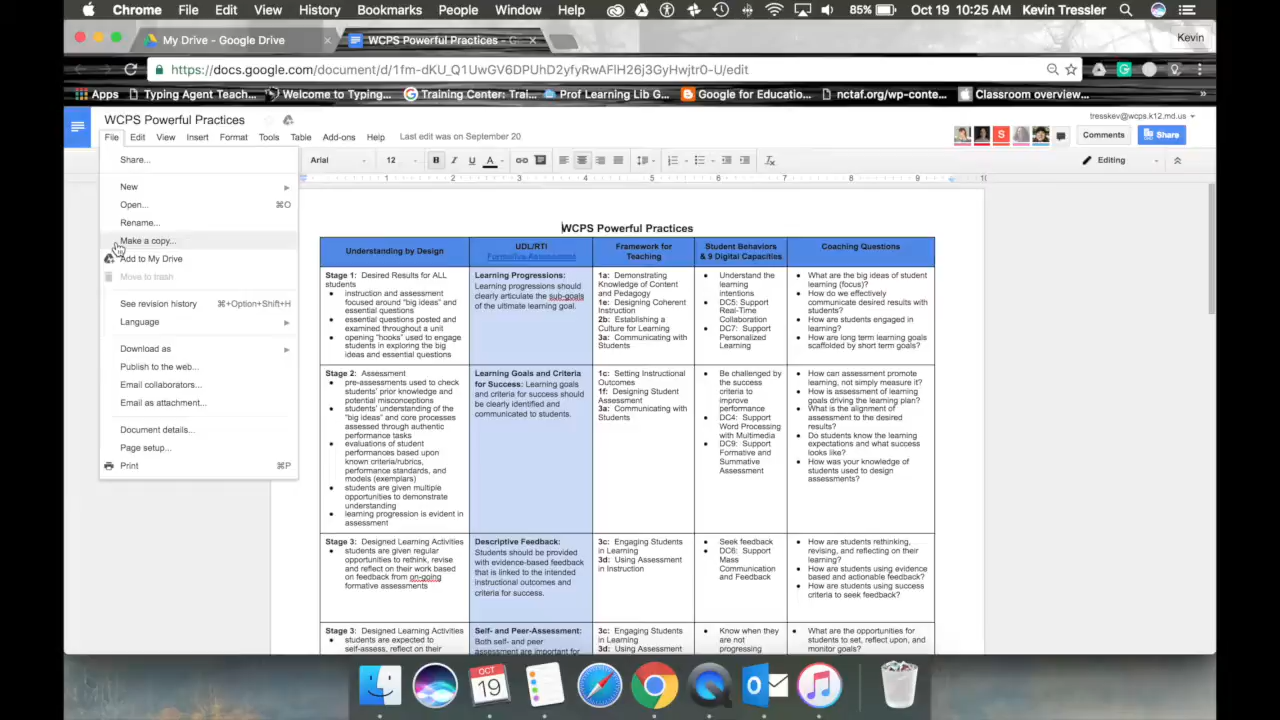 Chrome File Edit View History Bookmarks People Window Help 85% Oct 19 10:25 AM Kevin Tressler
My Drive - Google Drive
WCPS Powerful Practices -
Kevin
https://docs.google.com/document/d/1fm-dKU_Q1UwGV6DPUhD2yfyRwAFlH26j3GyHwjtr0-U/edit
Apps Typing Agent Teach... Welcome to Typing... Training Center: Trai... Prof Learning Lib G... Google for Educatio... nctaf.org/wp-conte... Classroom overview...
WCPS Powerful Practices
tresskev@wcps.k12.md.us
File Edit View Insert Format Tools Table Add-ons Help Last edit was on September 20
S
Comments
Share
Arial 12 B I U A
Editing
1 2 3 4 5 6 7 8 9 10
Share...
New
Open... ⌘O
Rename...
Make a copy...
Add to My Drive
Move to trash
See revision history ⌘+Option+Shift+H
Language
Download as
Publish to the web...
Email collaborators...
Email as attachment...
Document details...
Page setup...
Print ⌘P
WCPS Powerful Practices
Understanding by Design
UDL/RTI
Formative Assessment
Framework for
Teaching
Student Behaviors
& 9 Digital Capacities
Coaching Questions
Stage 1: Desired Results for ALL
students
● instruction and assessment
focused around "big ideas" and
essential questions
● essential questions posted and
examined throughout a unit
● opening "hooks" used to engage
students in exploring the big
ideas and essential questions
Learning Progressions:
Learning progressions should
clearly articulate the sub-goals
of the ultimate learning goal.
1a: Demonstrating
Knowledge of Content
and Pedagogy
1e: Designing Coherent
Instruction
2b: Establishing a
Culture for Learning
3a: Communicating with
Students
● Understand the
learning
intentions
● DC5: Support
Real-Time
Collaboration
● DC7: Support
Personalized
Learning
● What are the big ideas of student
learning (focus)?
● How do we effectively
communicate desired results with
students?
● How are students engaged in
learning?
● How are long term learning goals
scaffolded by short term goals?
Stage 2: Assessment
● pre-assessments used to check
students' prior knowledge and
potential misconceptions
● students' understanding of the
"big ideas" and core processes
assessed through authentic
performance tasks
● evaluations of student
performances based upon
known criteria/rubrics,
performance standards, and
models (exemplars)
● students are given multiple
opportunities to demonstrate
understanding
● learning progression is evident in
assessment
Learning Goals and Criteria
for Success: Learning goals
and criteria for success should
be clearly identified and
communicated to students.
1c: Setting Instructional
Outcomes
1f: Designing Student
Assessment
3a: Communicating with
Students
● Be challenged by
the success
criteria to
improve
performance
● DC4: Support
Word Processing
with Multimedia
● DC9: Support
Formative and
Summative
Assessment
● How can assessment promote
learning, not simply measure it?
● How is assessment of learning
goals driving the learning plan?
● What is the alignment of
assessment to the desired
results?
● Do students know the learning
expectations and what success
looks like?
● How was your knowledge of
students used to design
assessments?
Stage 3: Designed Learning Activities
● students are given regular
opportunities to rethink, revise
and reflect on their work based
on feedback from on-going
formative assessments
Descriptive Feedback:
Students should be provided
with evidence-based feedback
that is linked to the intended
instructional outcomes and
criteria for success.
3c: Engaging Students
in Learning
3d: Using Assessment
in Instruction
● Seek feedback
● DC6: Support
Mass
Communication
and Feedback
● How are students rethinking,
revising, and reflecting on their
learning?
● How are students using evidence
based and actionable feedback?
● How are students using success
criteria to seek feedback?
Stage 3: Designed Learning Activities
● students are expected to
self-assess, reflect on their
Self- and Peer-Assessment:
Both self- and peer
assessment are important for
3c: Engaging Students
in Learning
3d: Using Assessment
● Know when they
are not
progressing
● What are the opportunities for
students to set, reflect upon, and
monitor goals?
OCT
19